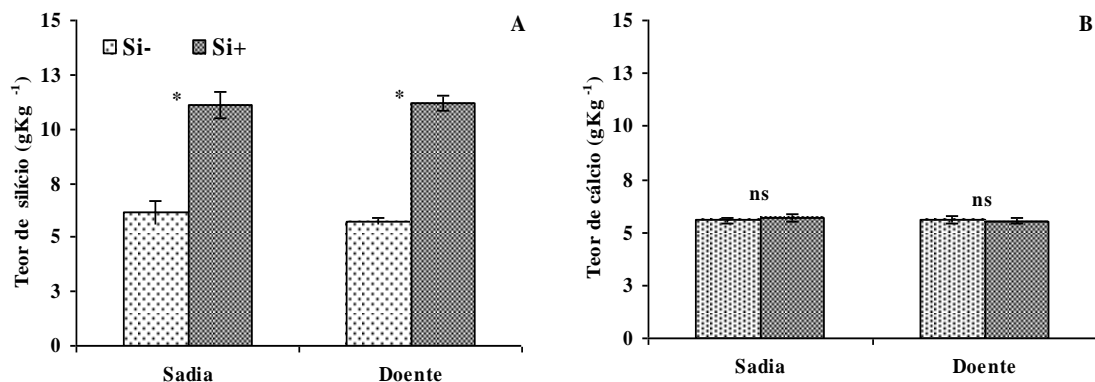 A
Si- Si+
Teor de silício (gKg -1)
15
13
10
8
5
3
0
*
*
Sadia Doente
B
Teor de cálcio (gKg -1)
15
13
10
8
5
3
0
ns
ns
Sadia Doente